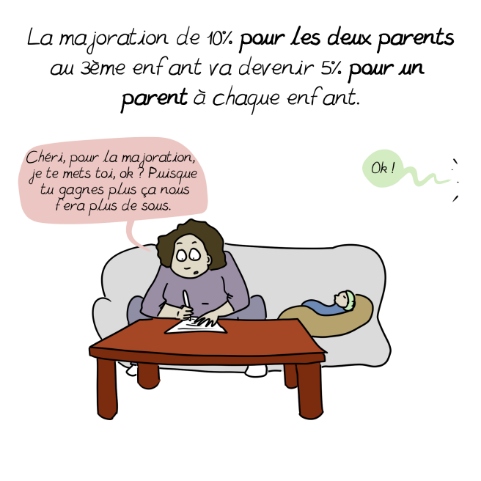 La majoration de 10% pour les deux parents
au 3ème enfant va devenir 5% pour un
parent à chaque enfant.
Chéri, pour la majoration,
je te mets toi, ok ? Puisque
tu gagnes plus ça nous
fera plus de sous.
Ok !